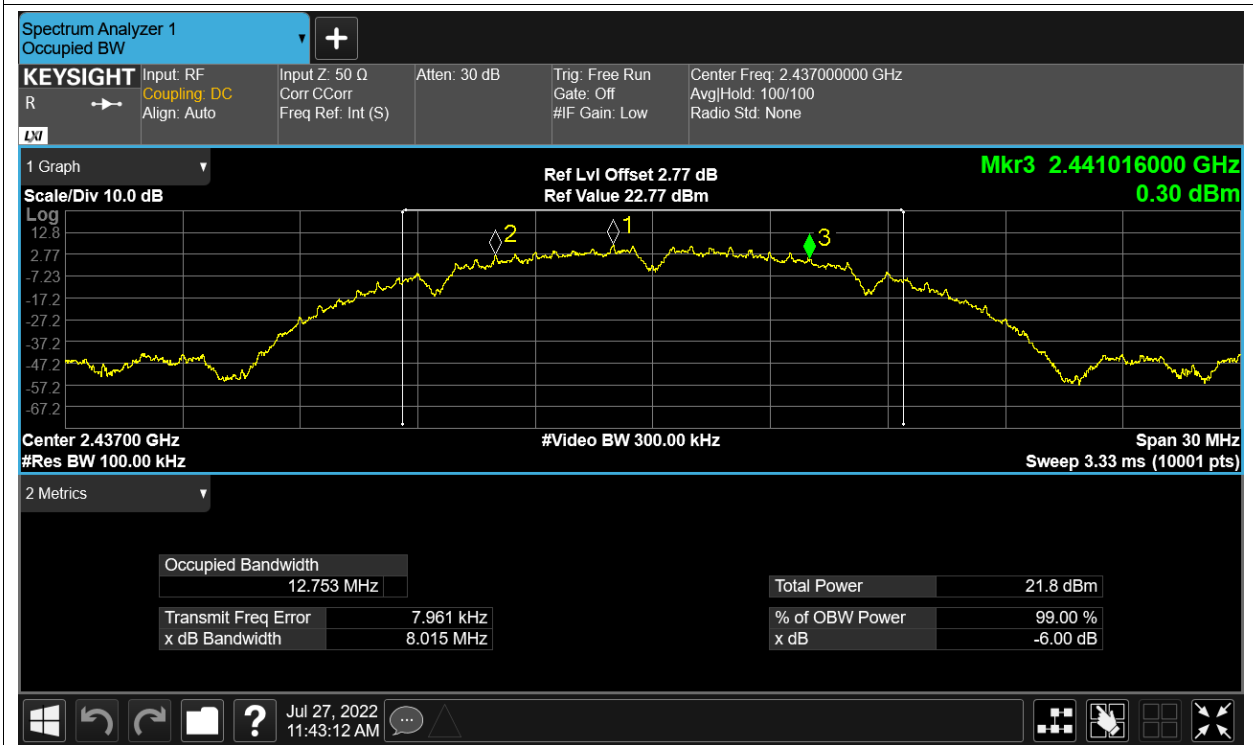 Spectrum Analyzer 1
Occupied BW
KEYSIGHT
R
LXI
Input: RF
Coupling: DC
Align: Auto
Input Z: 50 Ω
Corr CCorr
Freq Ref: Int (S)
Atten: 30 dB
Trig: Free Run
Gate: Off
#IF Gain: Low
Center Freq: 2.437000000 GHz
Avg|Hold: 100/100
Radio Std: None
1 Graph
Scale/Div 10.0 dB
Ref Lvl Offset 2.77 dB
Ref Value 22.77 dBm
Mkr3 2.441016000 GHz
0.30 dBm
Log
12.8
2.77
-7.23
-17.2
-27.2
-37.2
-47.2
-57.2
-67.2
2
1
3
Center 2.43700 GHz
#Res BW 100.00 kHz
#Video BW 300.00 kHz
Span 30 MHz
Sweep 3.33 ms (10001 pts)
2 Metrics
Occupied Bandwidth
12.753 MHz
Transmit Freq Error 7.961 kHz
x dB Bandwidth 8.015 MHz
Total Power 21.8 dBm
% of OBW Power 99.00 %
x dB -6.00 dB
?
Jul 27, 2022
11:43:12 AM